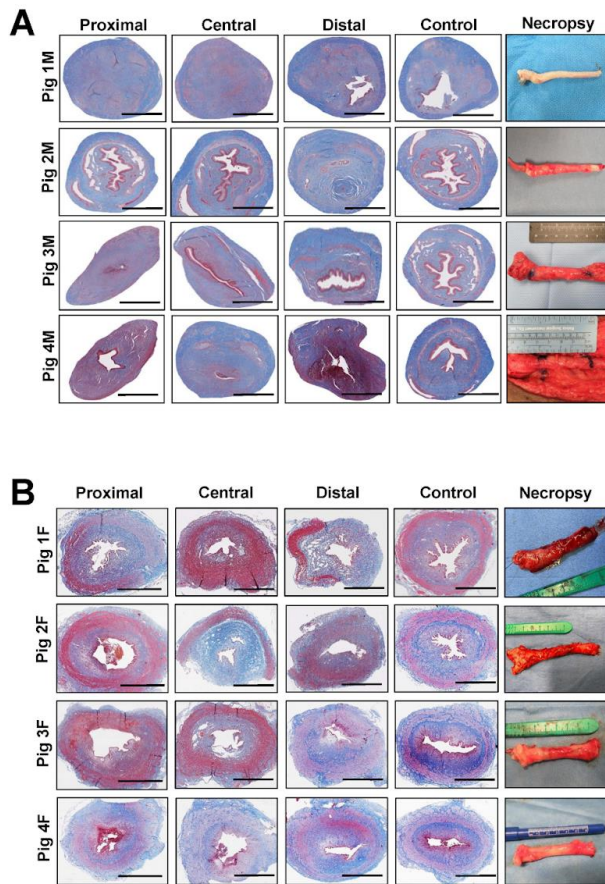 A
Proximal Central Distal Control Necropsy
Pig 1M
Pig 2M
Pig 3M
Pig 4M
B
Proximal Central Distal Control Necropsy
Pig 1F
Pig 2F
Pig 3F
Pig 4F